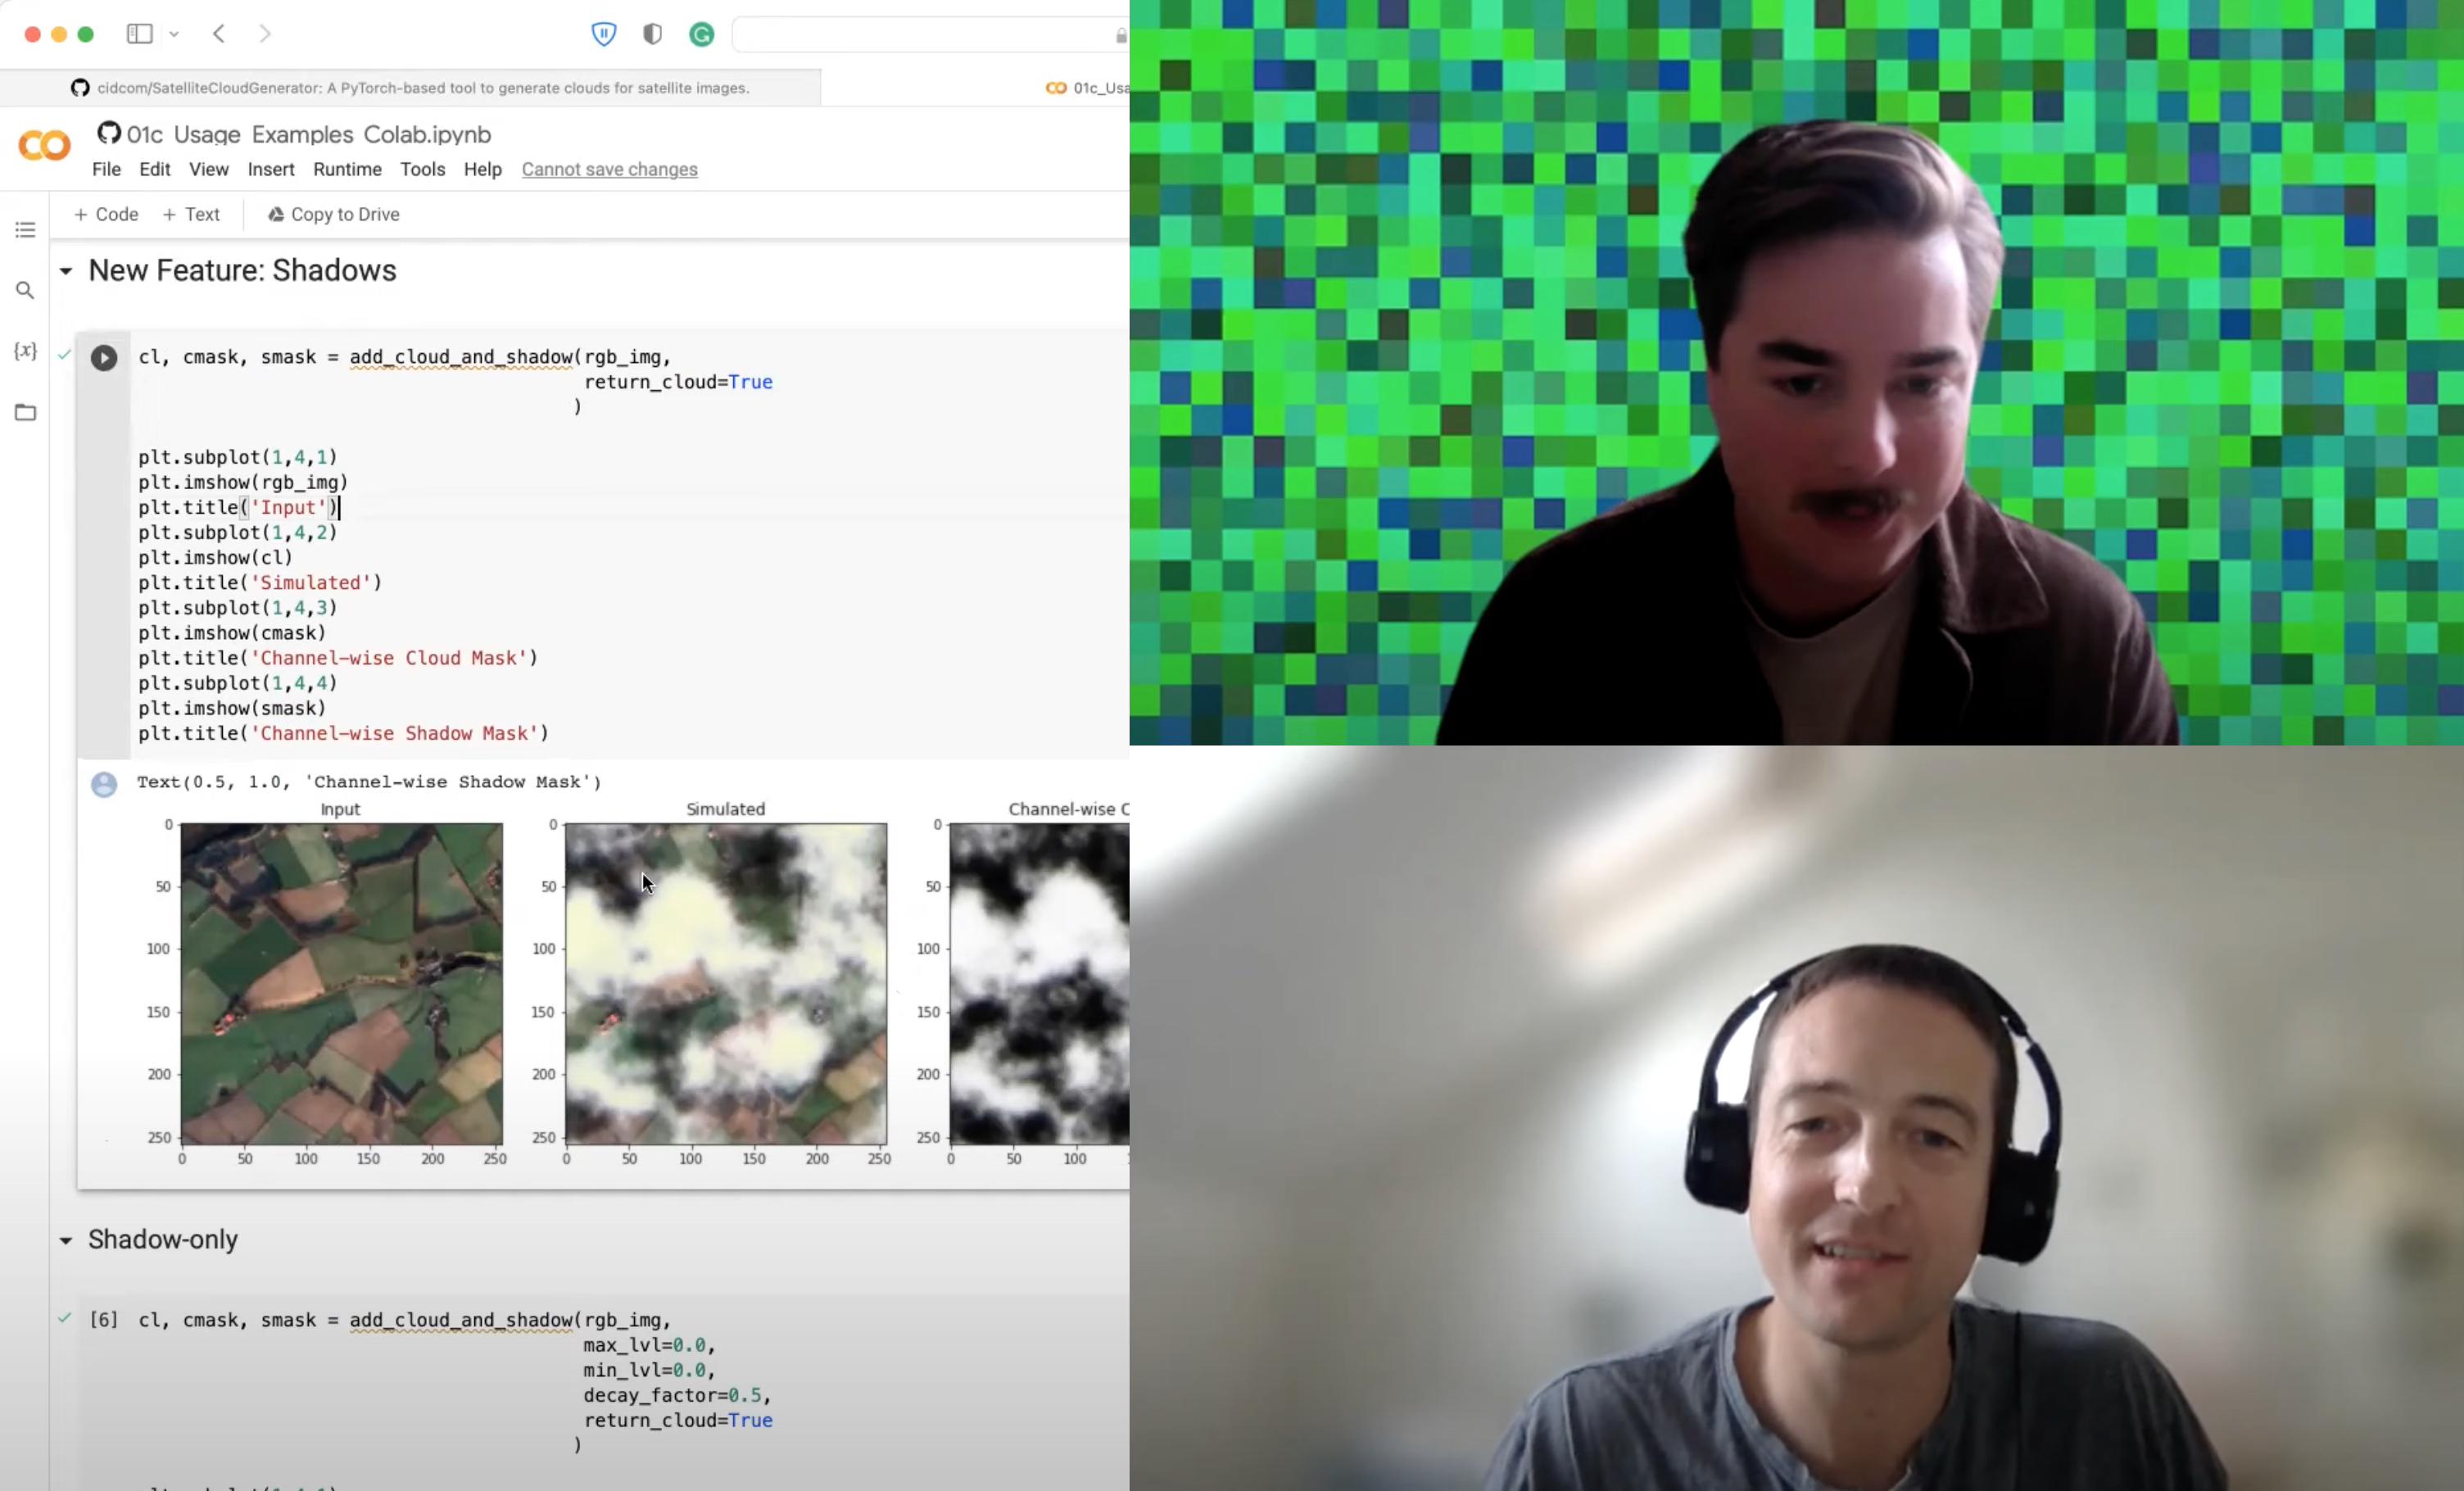 cidcom/SatelliteCloudGenerator: A PyTorch-based tool to generate clouds for satellite images.
01c_Usa
01c Usage Examples Colab.ipynb
File Edit View Insert Runtime Tools Help Cannot save changes
+ Code + Text Copy to Drive
New Feature: Shadows
{x}
cl, cmask, smask = add_cloud_and_shadow(rgb_img,
return_cloud=True
)
plt.subplot(1,4,1)
plt.imshow(rgb_img)
plt.title('Input')
plt.subplot(1,4,2)
plt.imshow(cl)
plt.title('Simulated')
plt.subplot(1,4,3)
plt.imshow(cmask)
plt.title('Channel-wise Cloud Mask')
plt.subplot(1,4,4)
plt.imshow(smask)
plt.title('Channel-wise Shadow Mask')
Text(0.5, 1.0, 'Channel-wise Shadow Mask')
Input Simulated Channel-wise C
0 0 0
50 50 50
100 100 100
150 150 150
200 200 200
250 250 250
0 50 100 150 200 250 0 50 100 150 200 250 0 50 100
Shadow-only
[6] cl, cmask, smask = add_cloud_and_shadow(rgb_img,
max_lvl=0.0,
min_lvl=0.0,
decay_factor=0.5,
return_cloud=True
)